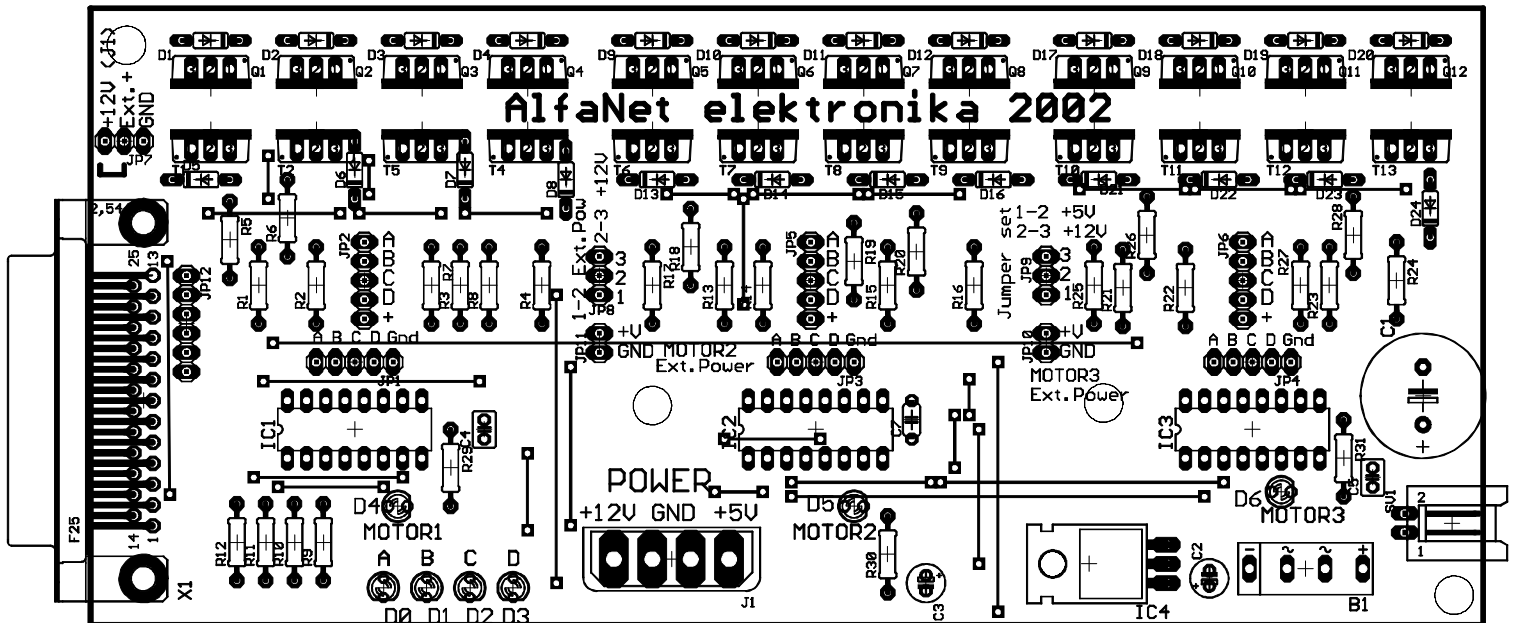 D1 D2 D3 D4 D9 D10 D11 D12 D17 D18 D19 D20
Q1 Q2 Q3 Q4 Q5 Q6 Q7 Q8 Q9 Q10 Q11 Q12
(J1)
+12V
Ext.+
GND
JP7
AlfaNet elektronika 2002
T5 T4 T6 T7 T8 T9 T10 T11 T12 T13
D5 D6 D7 D8 D13 D14 D15 D16 D21 D22 D23 D24
2,54
R5 R6 R18 R19 R20 R26 R28
1-2 Ext.Pow
2-3 +12V
Jumper set
1-2 +5V
2-3 +12V
25 13
JP12
R1 R2 R3 R7 R8 R4 R17 R13 R14 R15 R16 R25 R21 R22 R27 R23 R24
JP2
A
B
C
D
+
3
2
1
JP8
JP5
A
B
C
D
+
JP9
3
2
1
JP6
A
B
C
D
+
C1
+
JP11
+V
GND
MOTOR2
Ext.Power
JP10
+V
GND
MOTOR3
Ext.Power
A B C D Gnd
JP1
A B C D Gnd
JP3
A B C D Gnd
JP4
IC1
R29
C4
IC2
C7
IC3
R31
C5
POWER
+12V GND +5V
J1
D4
MOTOR1
D5
MOTOR2
D6
MOTOR3
SV1
2
1
F25
14 1
X1
R12 R11 R10 R9
A B C D
D0 D1 D2 D3
R30
C3
+
IC4
C2
+
- ~ ~ +
B1